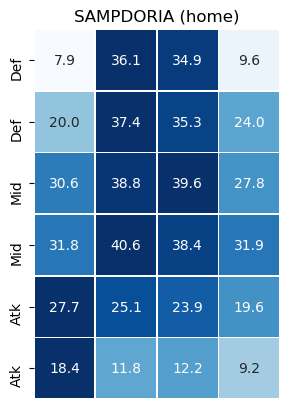 SAMPDORIA (home)
Def 7.9 36.1 34.9 9.6
Def 20.0 37.4 35.3 24.0
Mid 30.6 38.8 39.6 27.8
Mid 31.8 40.6 38.4 31.9
Atk 27.7 25.1 23.9 19.6
Atk 18.4 11.8 12.2 9.2